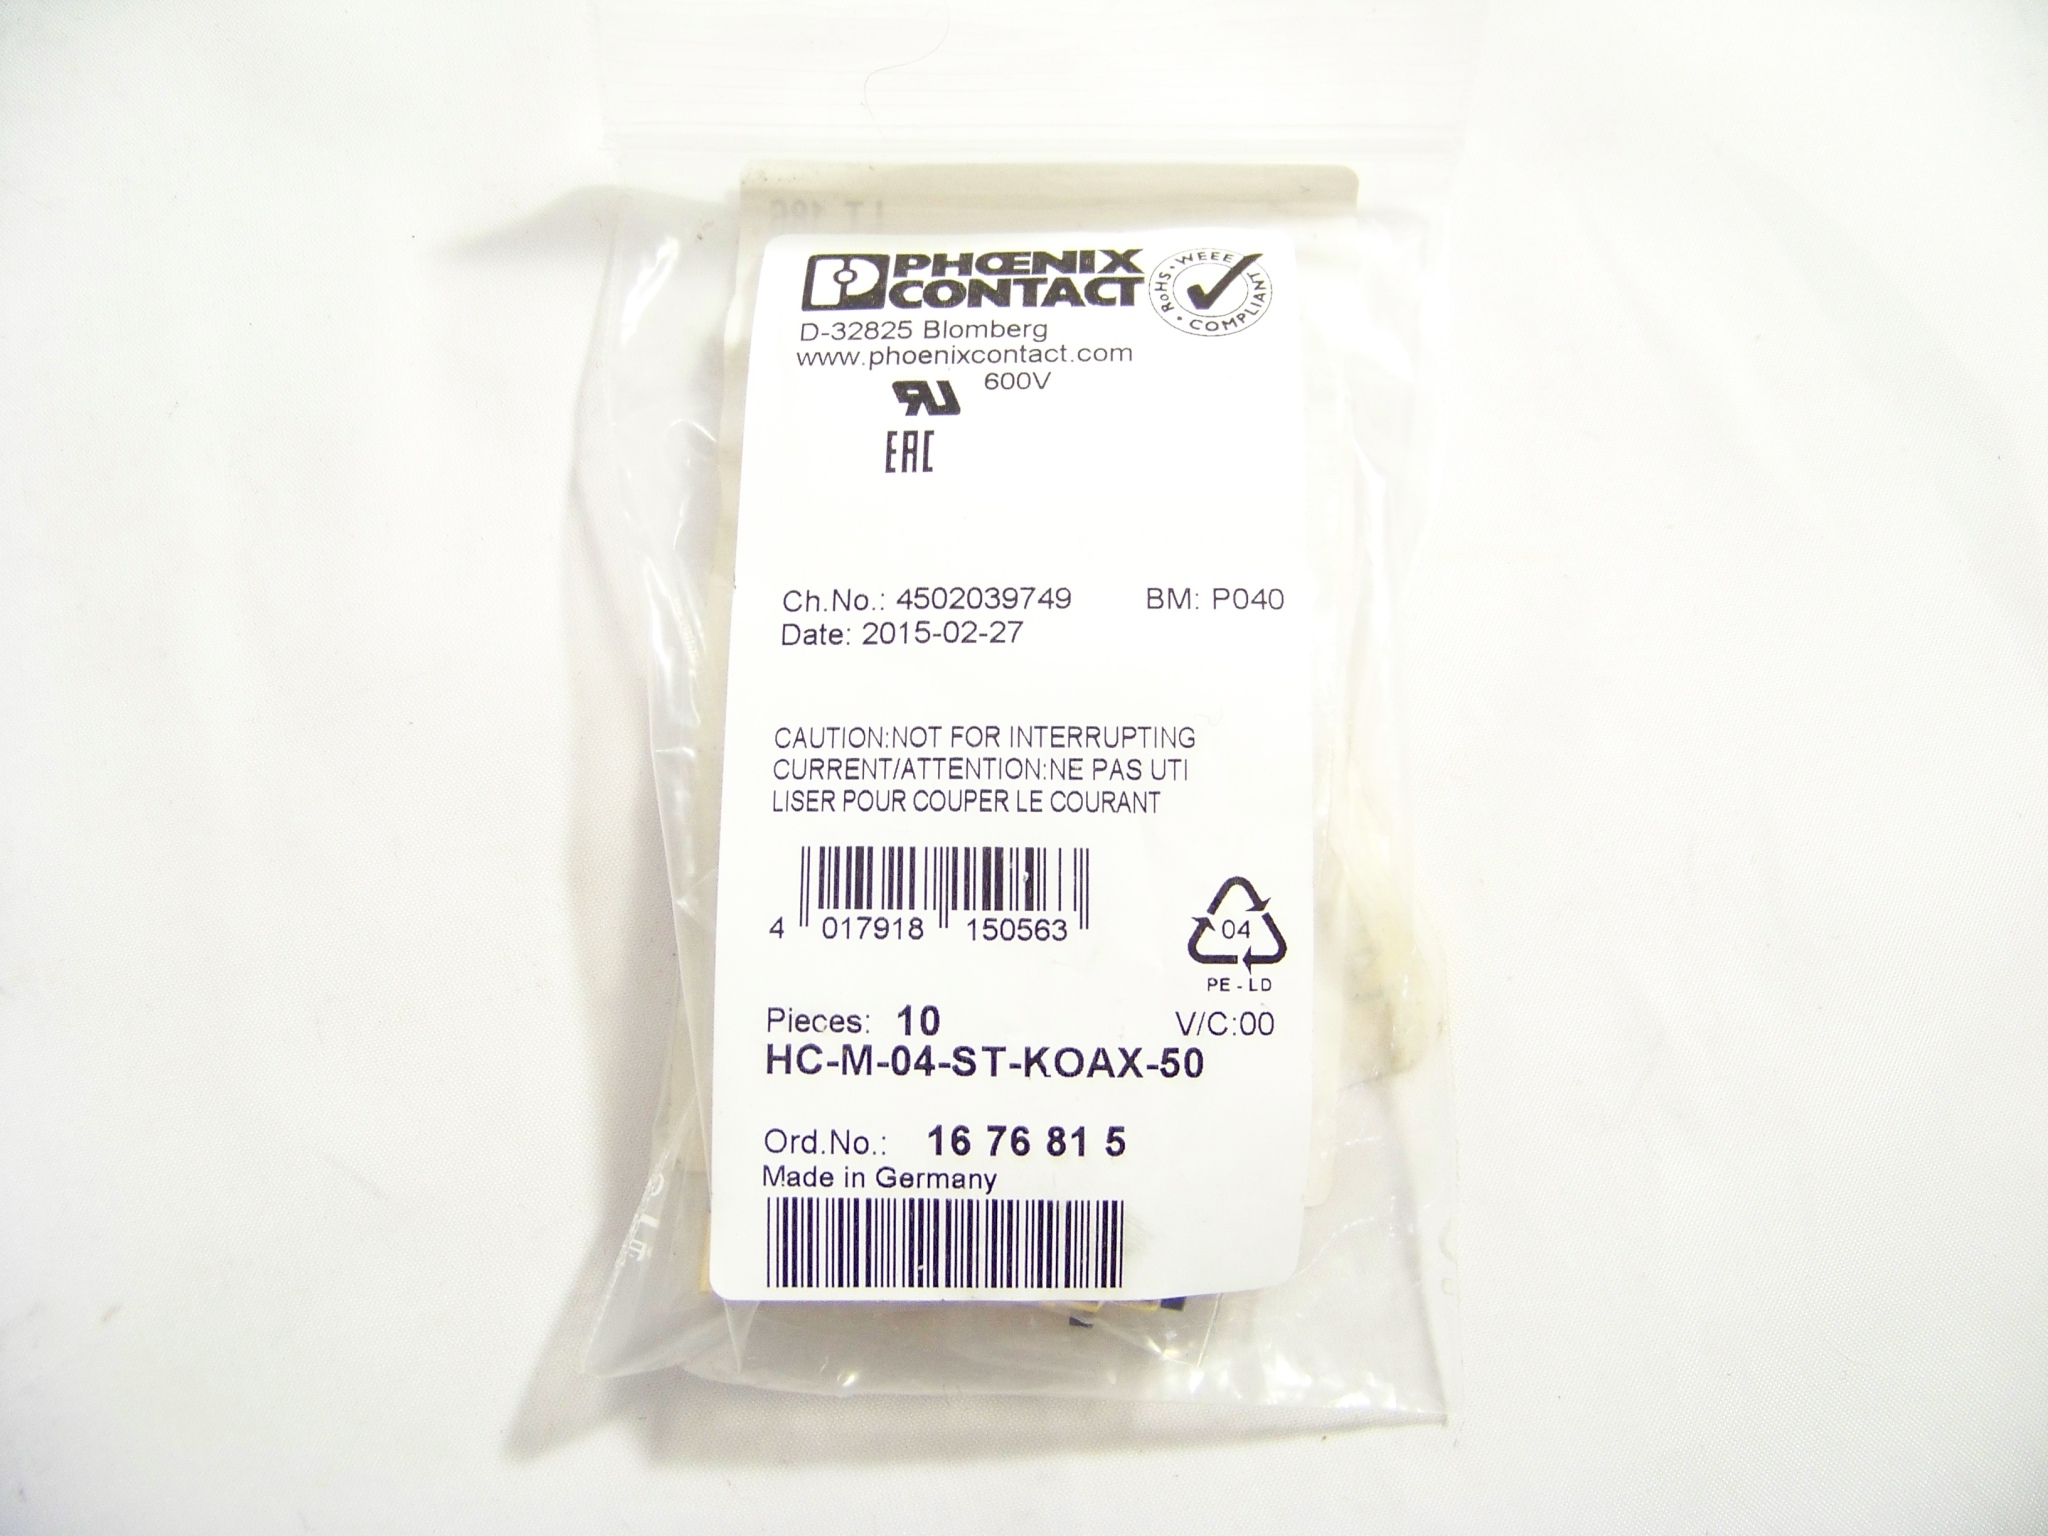 PHŒNIX
CONTACT
RoHS • WEEE COMPLIANT •
D-32825 Blomberg
www.phoenixcontact.com
600V
EAC
Ch.No.: 4502039749 BM: P040
Date: 2015-02-27
CAUTION:NOT FOR INTERRUPTING
CURRENT/ATTENTION:NE PAS UTI
LISER POUR COUPER LE COURANT
4 017918 150563
04
PE-LD
Pieces: 10 V/C:00
HC-M-04-ST-KOAX-50
Ord.No.: 16 76 81 5
Made in Germany